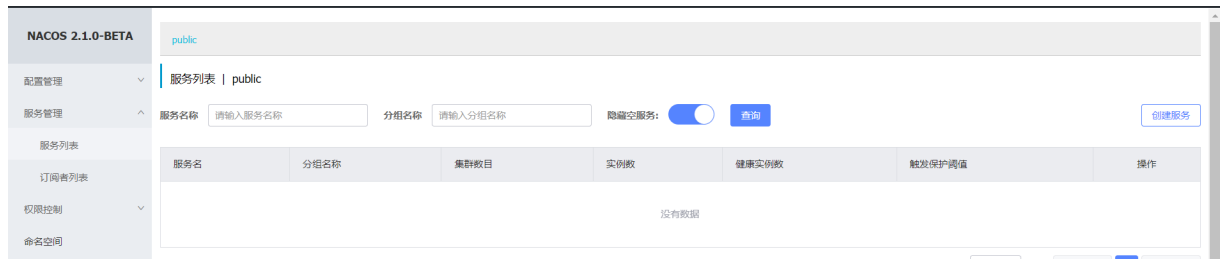 NACOS 2.1.0-BETA
public
配置管理
服务列表 | public
服务管理
服务名称 请输入服务名称 分组名称 请输入分组名称 隐藏空服务: 查询 创建服务
服务列表
服务名 分组名称 集群数目 实例数 健康实例数 触发保护阈值 操作
订阅者列表
权限控制
没有数据
命名空间